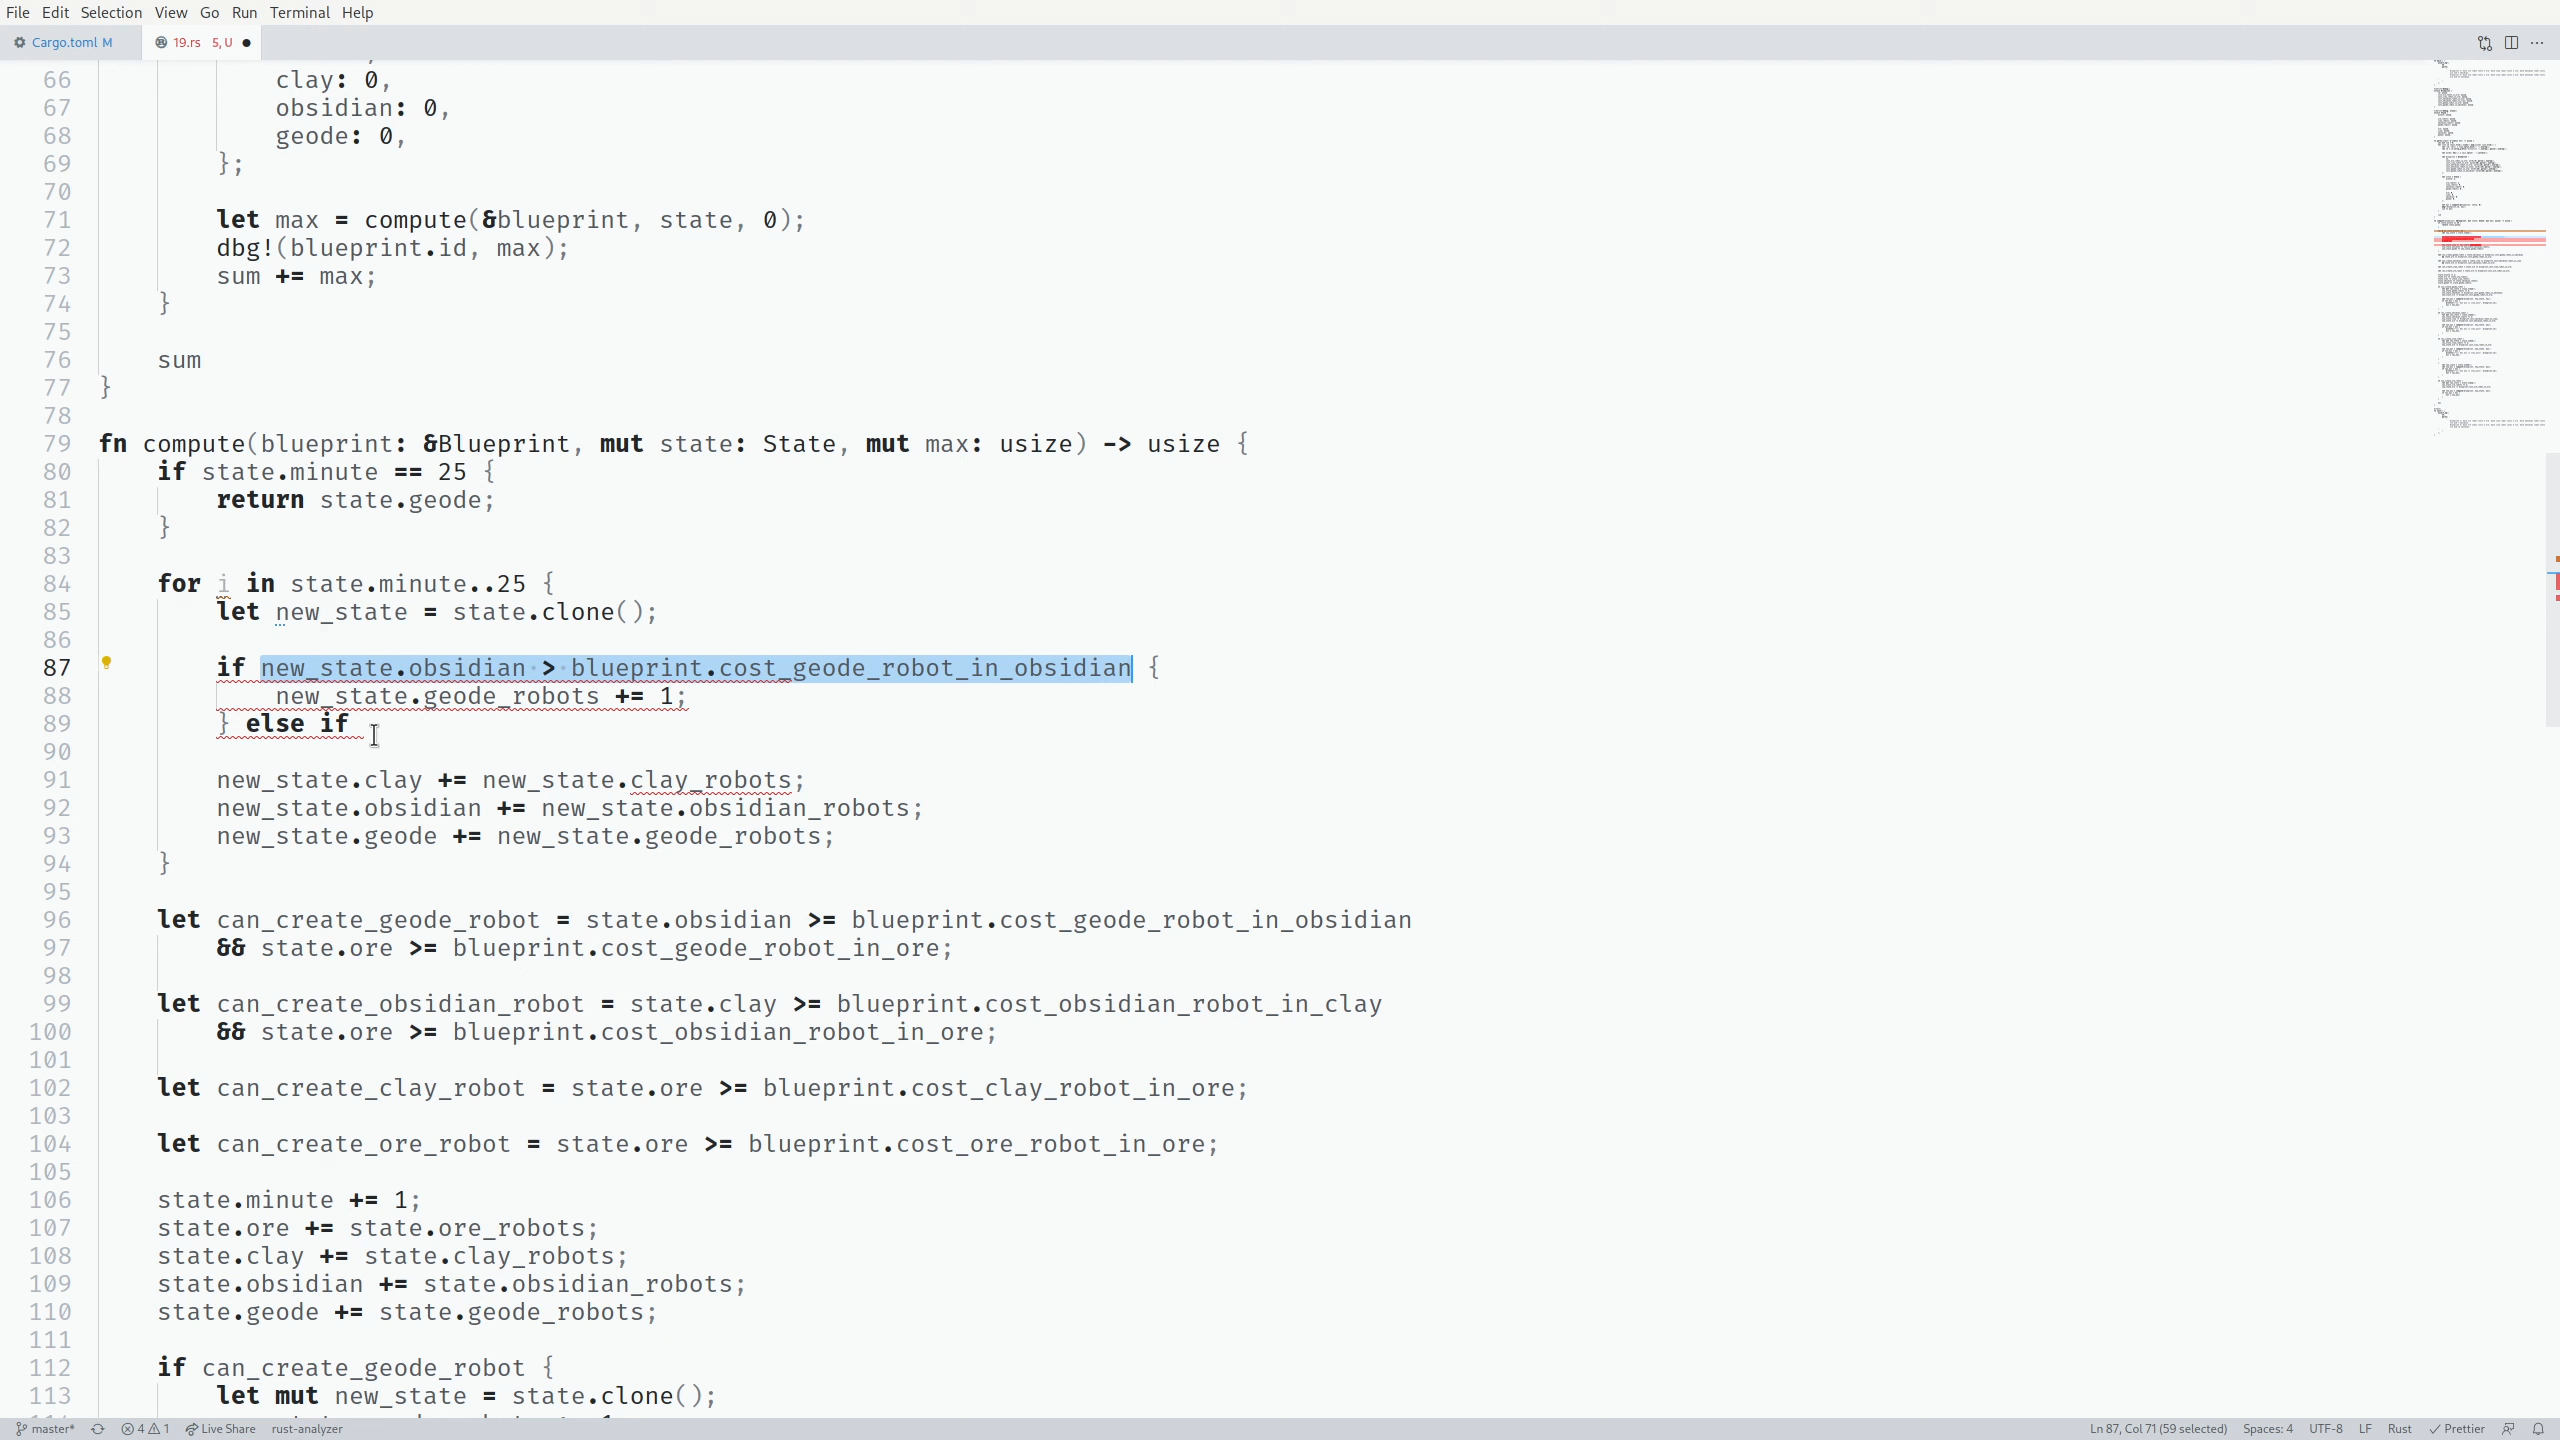 File Edit Selection View Go Run Terminal Help
Cargo.toml M 19.rs 5, U
66 clay: 0,
67 obsidian: 0,
68 geode: 0,
69 };
70
71 let max = compute(&blueprint, state, 0);
72 dbg!(blueprint.id, max);
73 sum += max;
74 }
75
76 sum
77 }
78
79 fn compute(blueprint: &Blueprint, mut state: State, mut max: usize) -> usize {
80 if state.minute == 25 {
81 return state.geode;
82 }
83
84 for i in state.minute..25 {
85 let new_state = state.clone();
86
87 if new_state.obsidian > blueprint.cost_geode_robot_in_obsidian {
88 new_state.geode_robots += 1;
89 } else if
90
91 new_state.clay += new_state.clay_robots;
92 new_state.obsidian += new_state.obsidian_robots;
93 new_state.geode += new_state.geode_robots;
94 }
95
96 let can_create_geode_robot = state.obsidian >= blueprint.cost_geode_robot_in_obsidian
97 && state.ore >= blueprint.cost_geode_robot_in_ore;
98
99 let can_create_obsidian_robot = state.clay >= blueprint.cost_obsidian_robot_in_clay
100 && state.ore >= blueprint.cost_obsidian_robot_in_ore;
101
102 let can_create_clay_robot = state.ore >= blueprint.cost_clay_robot_in_ore;
103
104 let can_create_ore_robot = state.ore >= blueprint.cost_ore_robot_in_ore;
105
106 state.minute += 1;
107 state.ore += state.ore_robots;
108 state.clay += state.clay_robots;
109 state.obsidian += state.obsidian_robots;
110 state.geode += state.geode_robots;
111
112 if can_create_geode_robot {
113 let mut new_state = state.clone();
master* 4 1 Live Share rust-analyzer Ln 87, Col 71 (59 selected) Spaces: 4 UTF-8 LF Rust Prettier